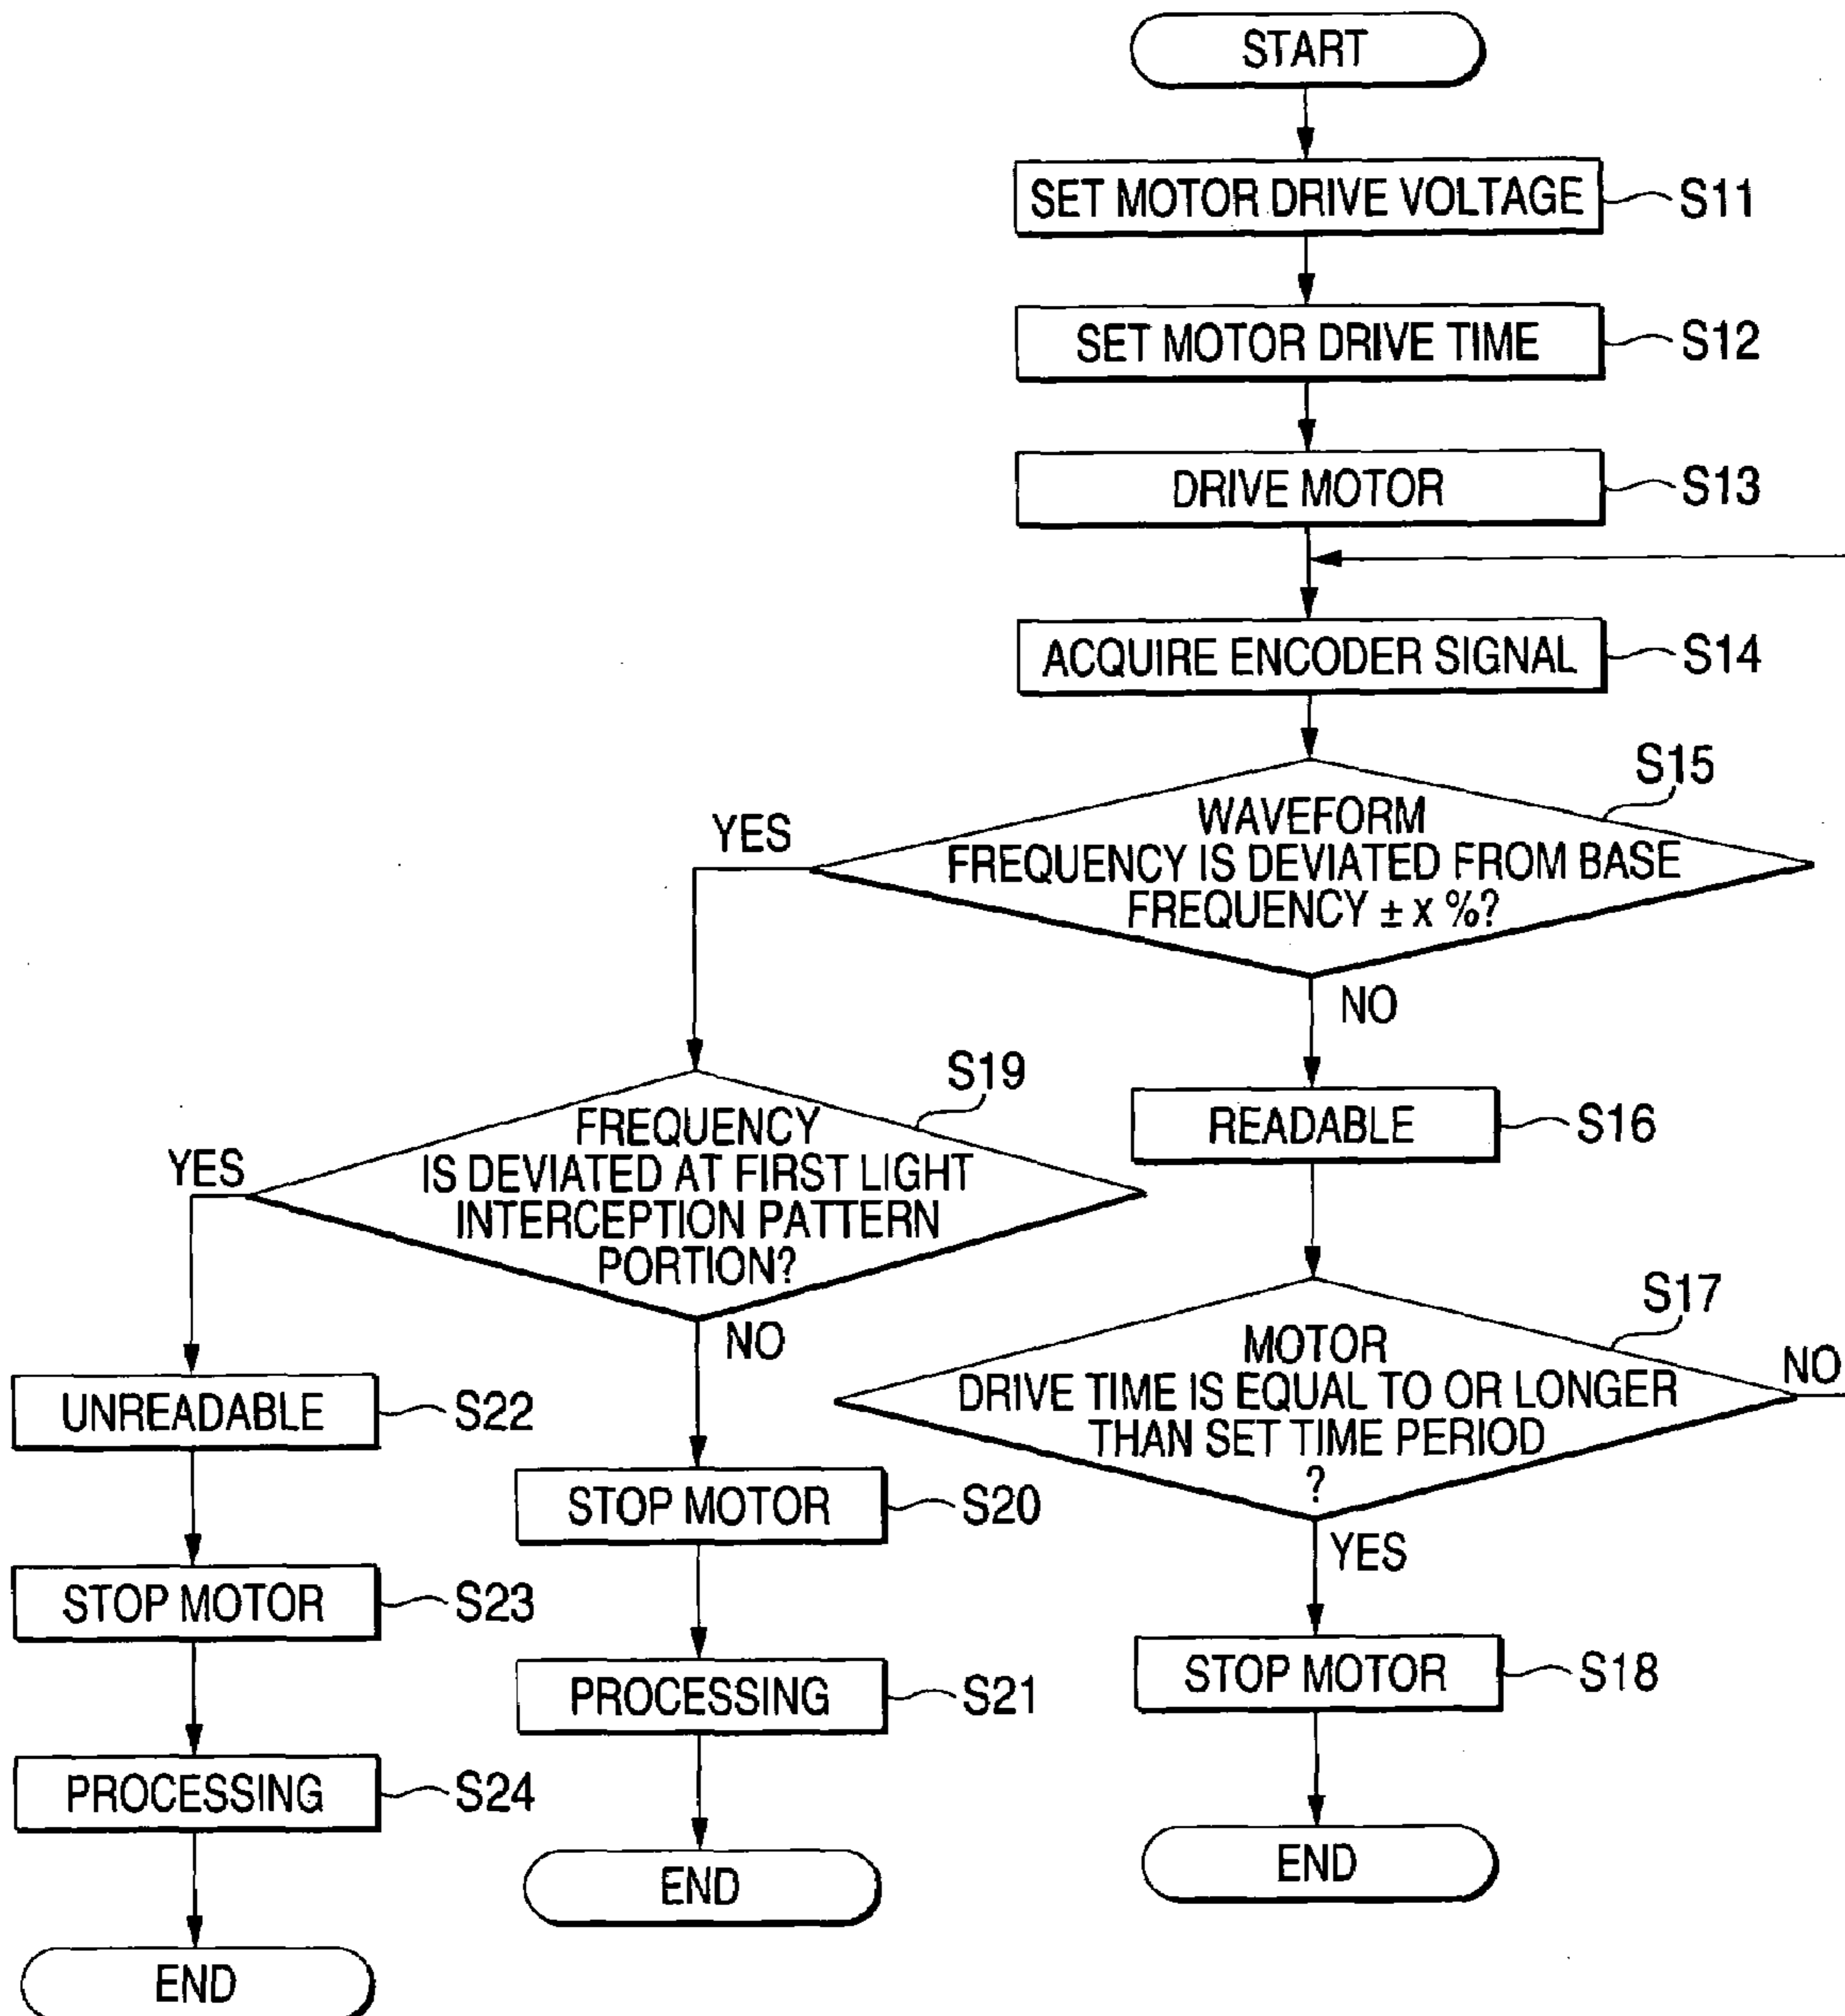 START
SET MOTOR DRIVE VOLTAGE S11
SET MOTOR DRIVE TIME S12
DRIVE MOTOR S13
ACQUIRE ENCODER SIGNAL S14
S15
WAVEFORM
FREQUENCY IS DEVIATED FROM BASE
FREQUENCY ± X %?
YES
NO
S19
FREQUENCY
IS DEVIATED AT FIRST LIGHT
INTERCEPTION PATTERN
PORTION?
YES
NO
READABLE S16
S17
MOTOR
DRIVE TIME IS EQUAL TO OR LONGER
THAN SET TIME PERIOD
?
NO
YES
UNREADABLE S22
STOP MOTOR S23
PROCESSING S24
END
STOP MOTOR S20
PROCESSING S21
END
STOP MOTOR S18
END